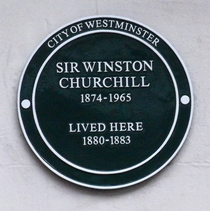 CITY OF WESTMINSTER
SIR WINSTON
CHURCHILL
1874-1965
LIVED HERE
1880-1883